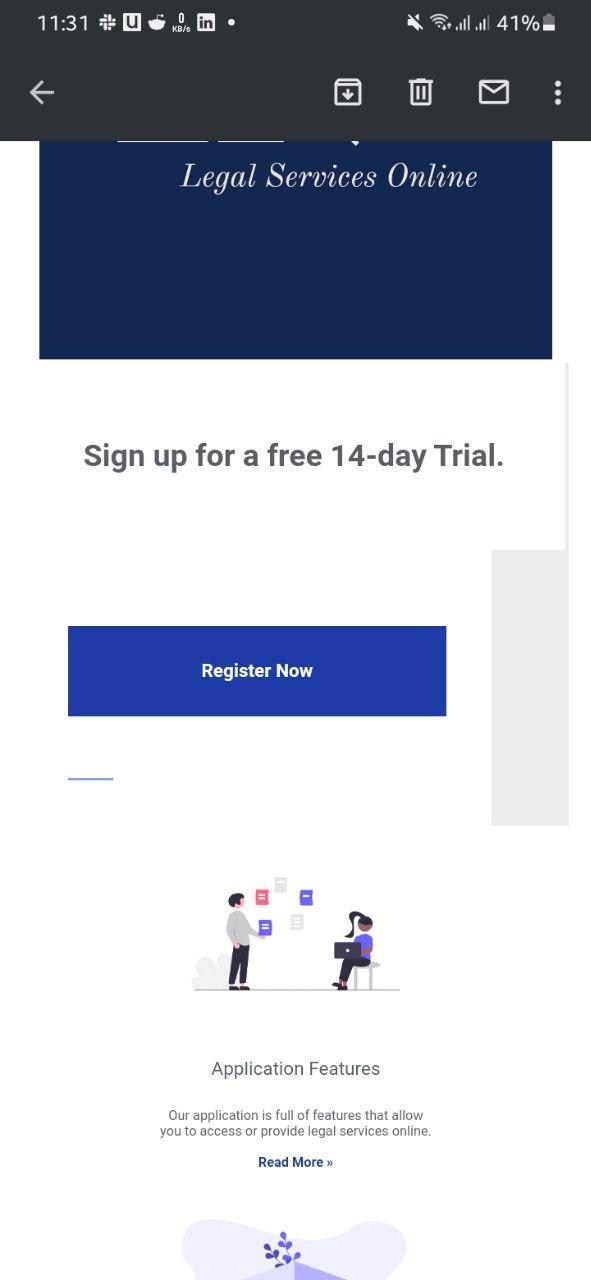 11:31
0
KB/s
41%
Legal Services Online
Sign up for a free 14-day Trial.
Register Now
Application Features
Our application is full of features that allow
you to access or provide legal services online.
Read More »